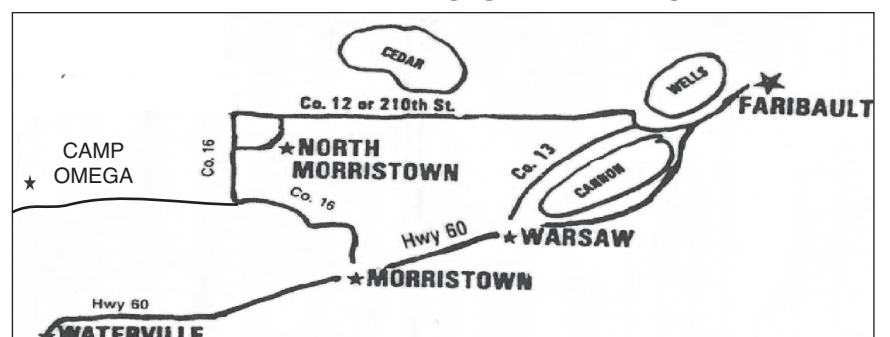 CEDAR
WELLS
FARIBAULT
Co. 12 or 210th St.
CAMP
OMEGA
Co. 16
NORTH
MORRISTOWN
Co. 13
CANNON
Co. 16
Hwy 60
WARSAW
MORRISTOWN
Hwy 60
WATERVILLE